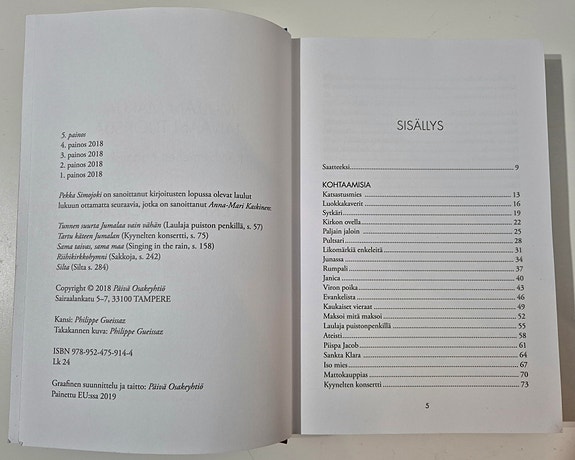 5. painos
4. painos 2018
3. painos 2018
2. painos 2018
1. painos 2018
Pekka Simojoki on sanoittanut kirjoitusten lopussa olevat laulut
lukuun ottamatta seuraavia, jotka on sanoittanut Anna-Mari Kaskinen:
Tunnen suurta Jumalaa vain vähän (Laulaja puiston penkillä, s. 57)
Tartu käteen Jumalan (Kyynelten konsertti, s. 75)
Sama taivas, sama maa (Singing in the rain, s. 158)
Riihikirkkohymni (Sakkoja, s. 242)
Silta (Silta s. 284)
Copyright © 2018 Päivä Osakeyhtiö
Sairaalankatu 5–7, 33100 TAMPERE
Kansi: Philippe Gueissaz
Takakannen kuva: Philippe Gueissaz
ISBN 978-952-475-914-4
Lk 24
Graafinen suunnittelu ja taitto: Päivä Osakeyhtiö
Painettu EU:ssa 2019
SISÄLLYS
Saatteeksi 9
KOHTAAMISIA
Katsastusmies 13
Luokkakaverit 16
Sytkäri 19
Kirkon ovella 22
Paljain jaloin 25
Pultsari 28
Likomärkiä enkeleitä 31
Junassa 34
Rumpali 37
Janica 40
Viron poika 43
Evankelista 46
Kaukaiset vieraat 49
Maksoi mitä maksoi 52
Laulaja puistonpenkillä 55
Ateisti 58
Piispa Jacob 61
Sankta Klara 64
Iso mies 67
Mattokauppias 70
Kyynelten konsertti 73
5